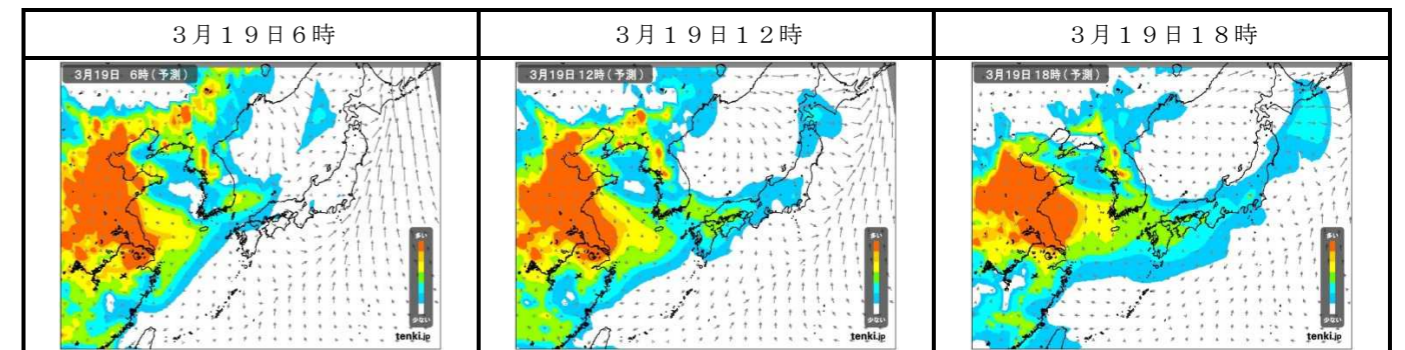 ３月１９日６時
３月１９日１２時
３月１９日１８時
3月19日 6時(予測)
3月19日 12時(予測)
3月19日 18時(予測)
多い
少ない
tenki.jp
多い
少ない
tenki.jp
多い
少ない
tenki.jp